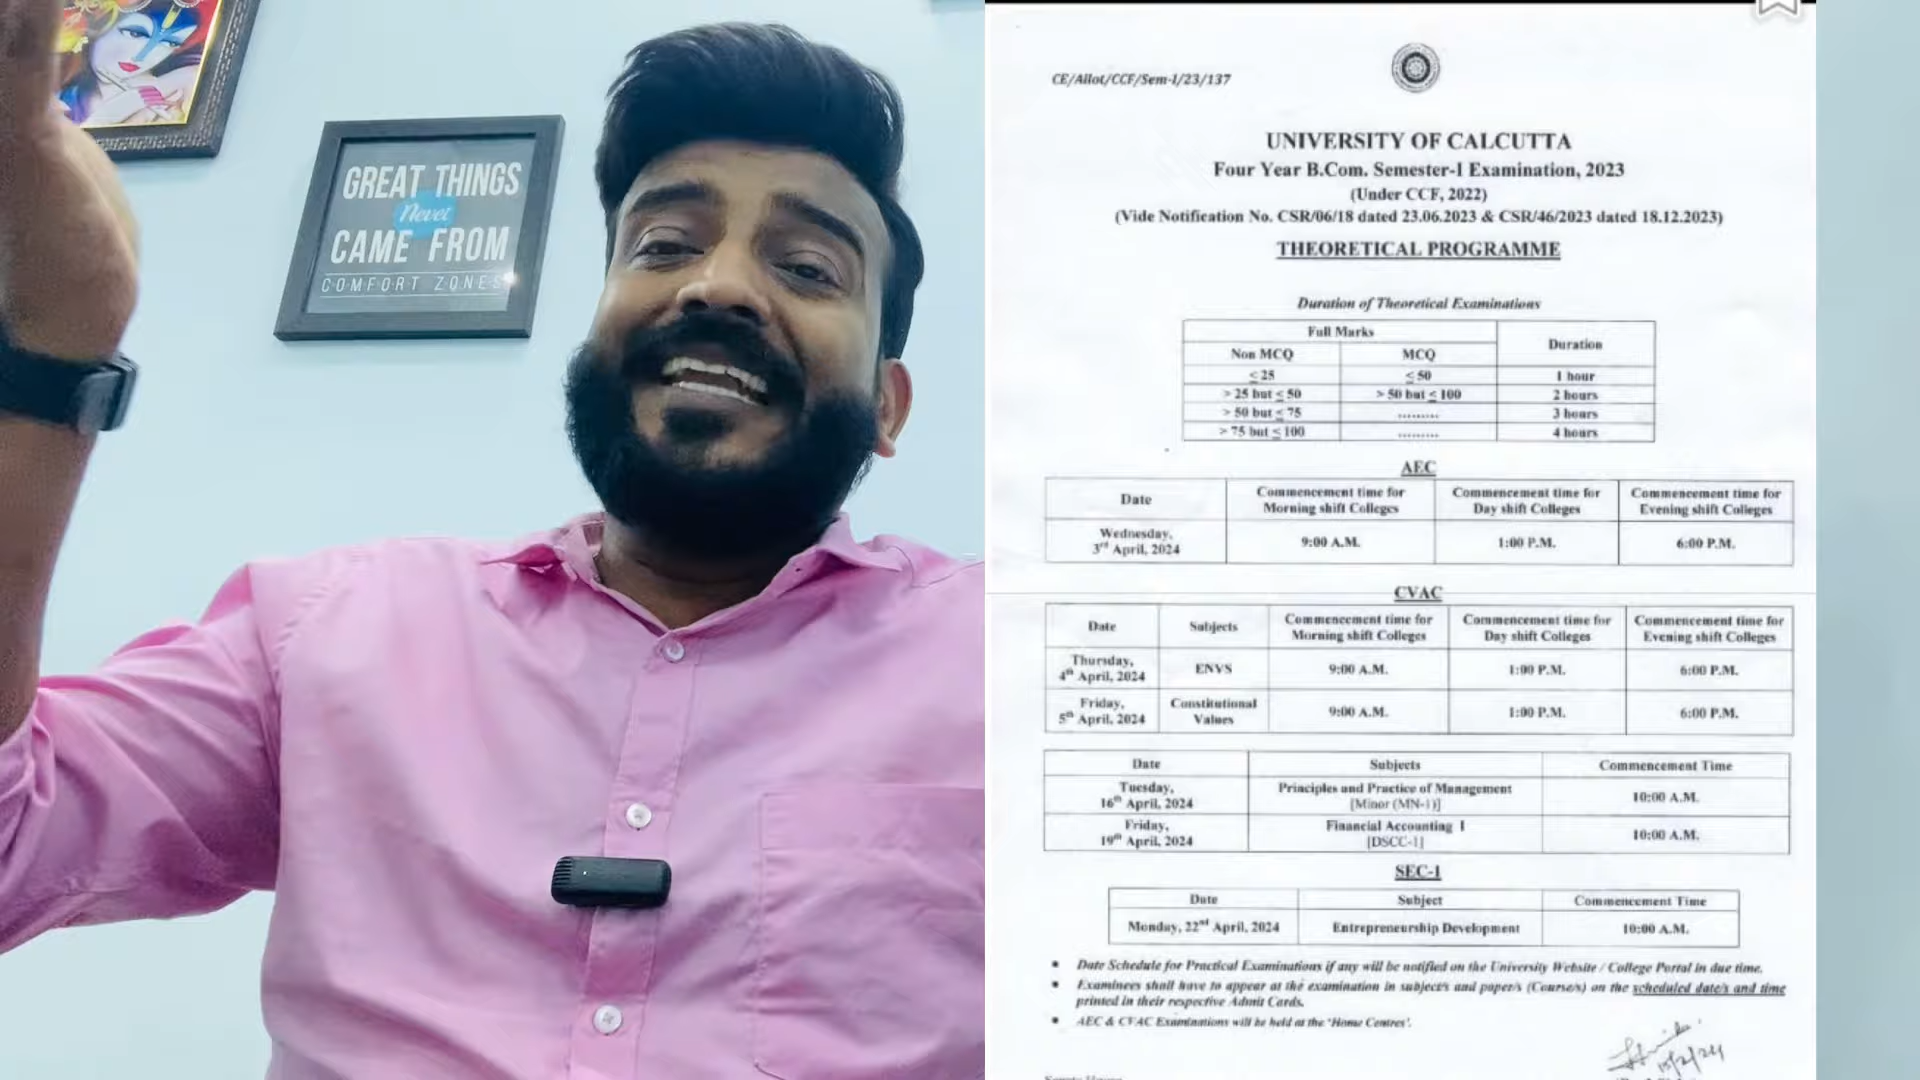 GREAT THINGS
Never
CAME FROM
COMFORT ZONES
CE/Allot/CCF/Sem-I/23/137
UNIVERSITY OF CALCUTTA
Four Year B.Com. Semester-I Examination, 2023
(Under CCF, 2022)
(Vide Notification No. CSR/06/18 dated 23.06.2023 & CSR/46/2023 dated 18.12.2023)
THEORETICAL PROGRAMME
Duration of Theoretical Examinations
Full Marks
Duration
Non MCQ MCQ
≤ 25 ≤ 50 1 hour
> 25 but ≤ 50 > 50 but ≤ 100 2 hours
> 50 but ≤ 75 ......... 3 hours
> 75 but ≤ 100 ......... 4 hours
AEC
Date Commencement time for Morning shift Colleges Commencement time for Day shift Colleges Commencement time for Evening shift Colleges
Wednesday, 3rd April, 2024 9:00 A.M. 1:00 P.M. 6:00 P.M.
CVAC
Date Subjects Commencement time for Morning shift Colleges Commencement time for Day shift Colleges Commencement time for Evening shift Colleges
Thursday, 4th April, 2024 ENVS 9:00 A.M. 1:00 P.M. 6:00 P.M.
Friday, 5th April, 2024 Constitutional Values 9:00 A.M. 1:00 P.M. 6:00 P.M.
Date Subjects Commencement Time
Tuesday, 16th April, 2024 Principles and Practice of Management [Minor (MN-1)] 10:00 A.M.
Friday, 19th April, 2024 Financial Accounting I [DSCC-1] 10:00 A.M.
SEC-1
Date Subject Commencement Time
Monday, 22nd April, 2024 Entrepreneurship Development 10:00 A.M.
▪ Date Schedule for Practical Examinations if any will be notified on the University Website / College Portal in due time.
▪ Examinees shall have to appear at the examination in subject/s and paper/s (Course/s) on the scheduled date/s and time
printed in their respective Admit Cards.
▪ AEC & CVAC Examinations will be held at the 'Home Centres'.
15/2/24